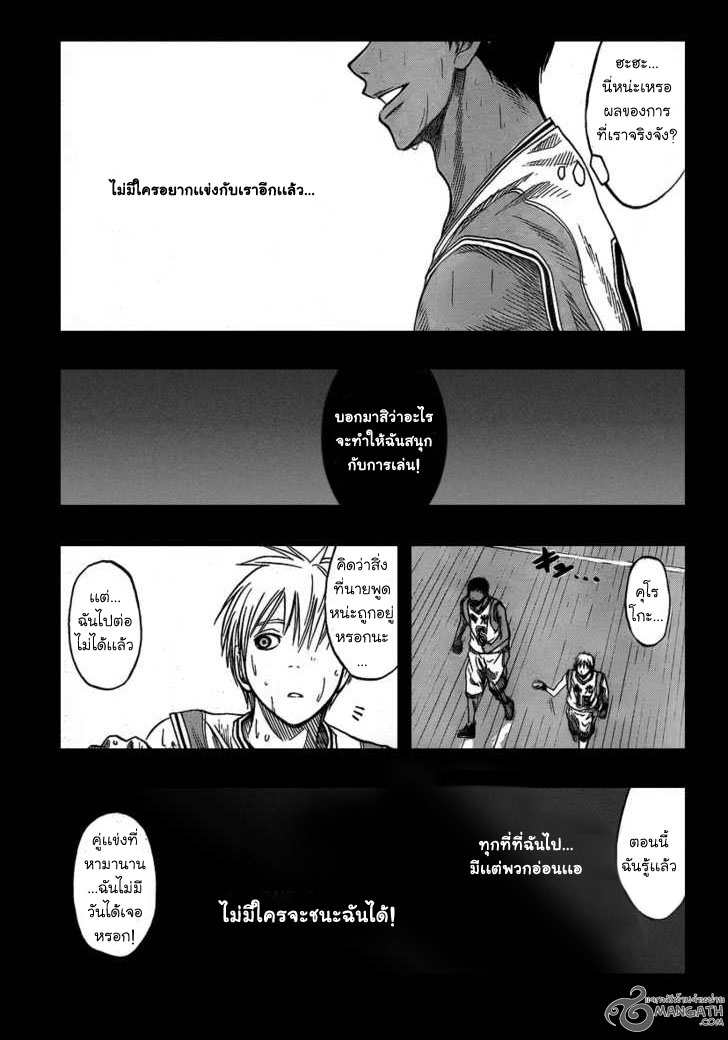 ฮะฮะ...
นี่หน่ะเหรอ
ผลของการ
ที่เราจริงจัง?
ไม่มีใครอยากแข่งกับเราอีกแล้ว...
บอกมาสิว่าอะไร
จะทำให้ฉันสนุก
กับการเล่น!
คุโร
โกะ...
คิดว่าสิ่ง
ที่นายพูด
หน่ะถูกอยู่
หรอกนะ
...
แต่...
ฉันไปต่อ
ไม่ได้แล้ว
ตอนนี้
ฉันรู้แล้ว
ทุกที่ที่ฉันไป...
มีแต่พวกอ่อนแอ
ไม่มีใครจะชนะฉันได้!
คู่แข่งที่
หามานาน
...ฉันไม่มี
วันได้เจอ
หรอก!
MANGATH
.COM